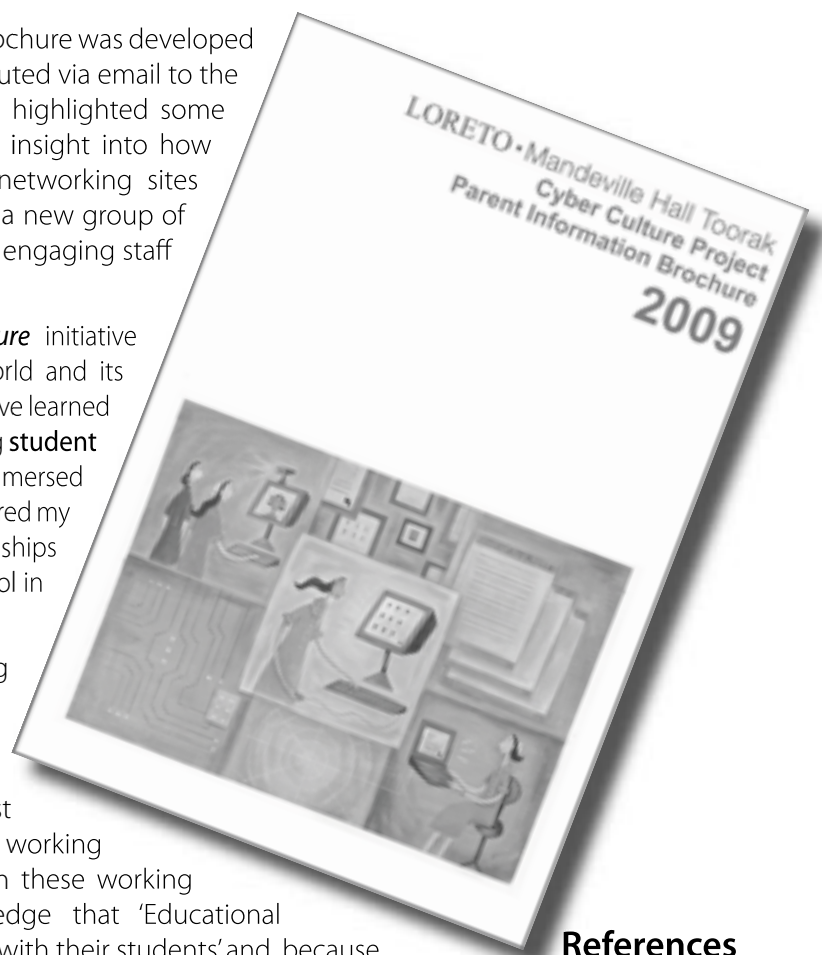 ochure was developed
uted via email to the
highlighted some
insight into how
networking sites
a new group of
engaging staff
ure initiative
orld and its
ve learned
g student
mersed
red my
ships
ol in
g
st
working
n these working
edge that ‘Educational
with their students’ and because
LORETO • Mandeville Hall Toorak
Cyber Culture Project
Parent Information Brochure
2009
References